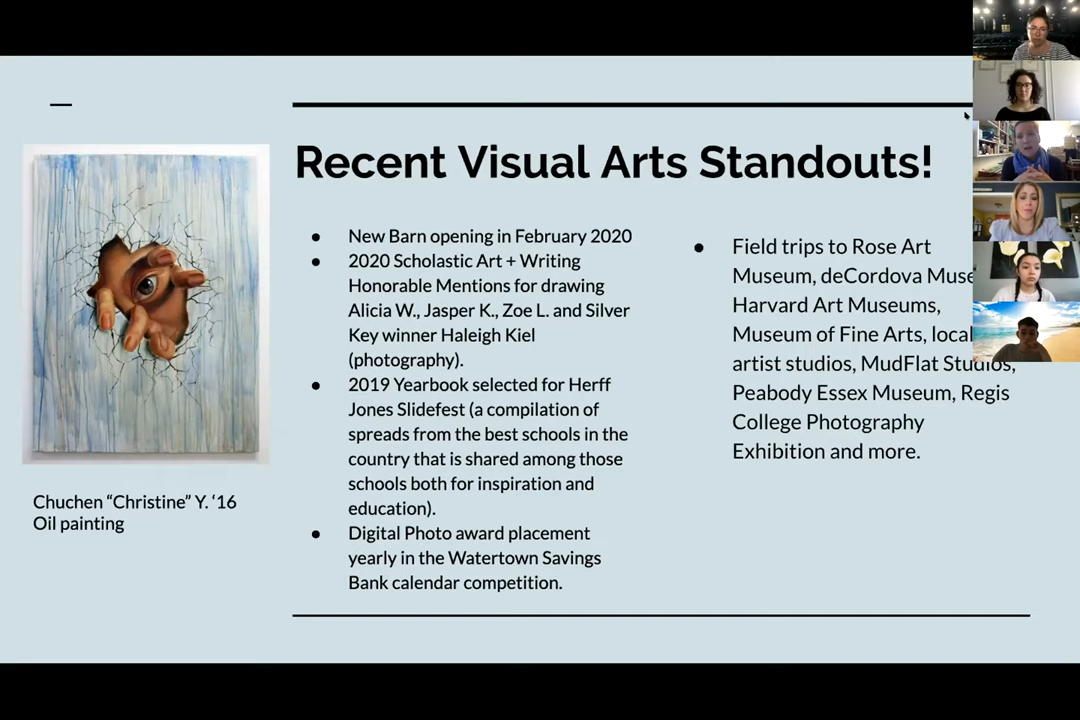 Recent Visual Arts Standouts!
● New Barn opening in February 2020
● 2020 Scholastic Art + Writing
Honorable Mentions for drawing
Alicia W., Jasper K., Zoe L. and Silver
Key winner Haleigh Kiel
(photography).
● 2019 Yearbook selected for Herff
Jones Slidefest (a compilation of
spreads from the best schools in the
country that is shared among those
schools both for inspiration and
education).
● Digital Photo award placement
yearly in the Watertown Savings
Bank calendar competition.
● Field trips to Rose Art
Museum, deCordova Muse
Harvard Art Museums,
Museum of Fine Arts, local
artist studios, MudFlat Studios,
Peabody Essex Museum, Regis
College Photography
Exhibition and more.
Chuchen “Christine” Y. ‘16
Oil painting